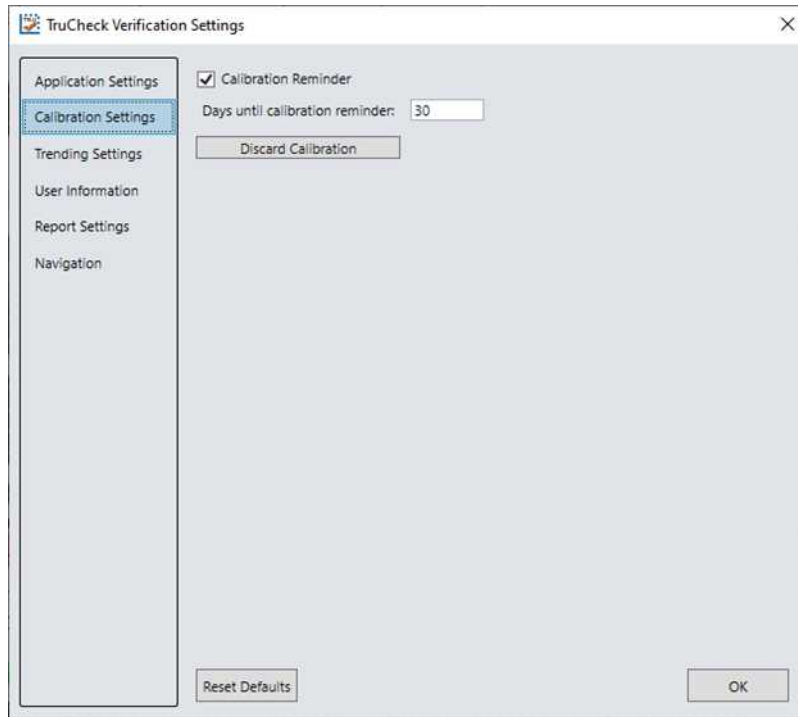 TruCheck Verification Settings
Application Settings
Calibration Settings
Trending Settings
User Information
Report Settings
Navigation
Calibration Reminder
Days until calibration reminder: 30
Discard Calibration
Reset Defaults
OK